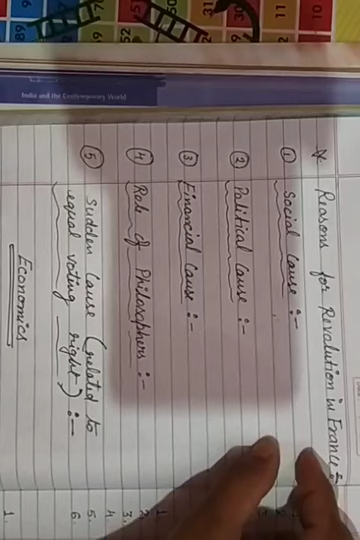 India and the Contemporary World
* Reasons for Revalution in France :-
① Social Cause :-
② Political Cause :-
③ Financial Cause :-
④ Role of Philosophers :-
⑤ Sudden Cause (related to
equal voting right) :-
Economics